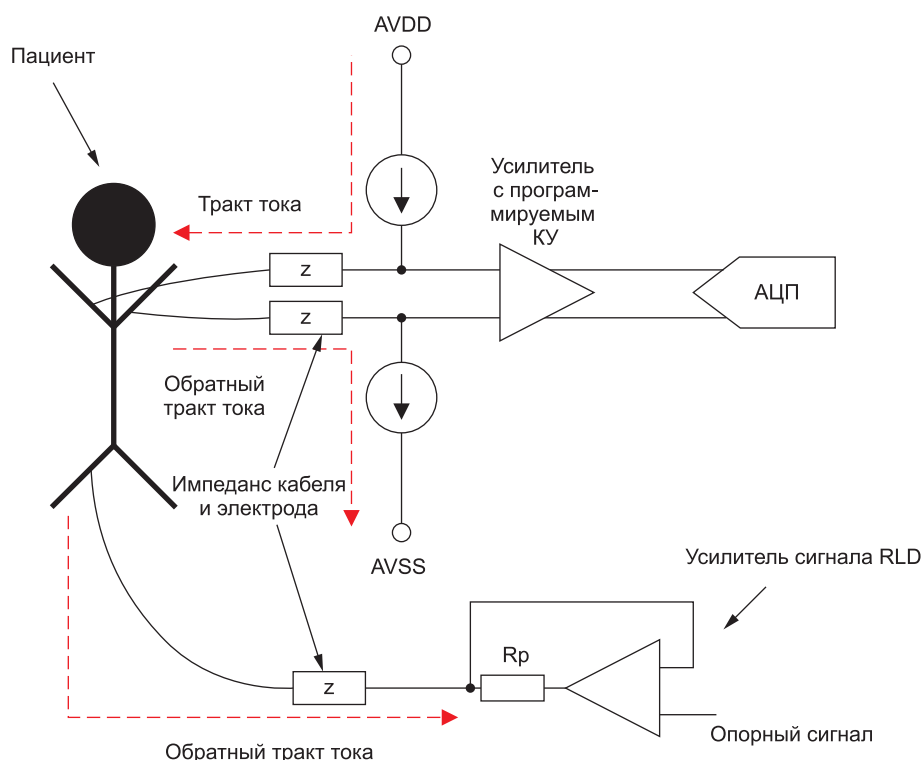 AVDD
Пациент
Усилитель
с програм-
мируемым
КУ
Тракт тока
z
z
АЦП
Обратный
тракт тока
Импеданс кабеля
и электрода
AVSS
Усилитель сигнала RLD
Rp
z
Опорный сигнал
Обратный тракт тока